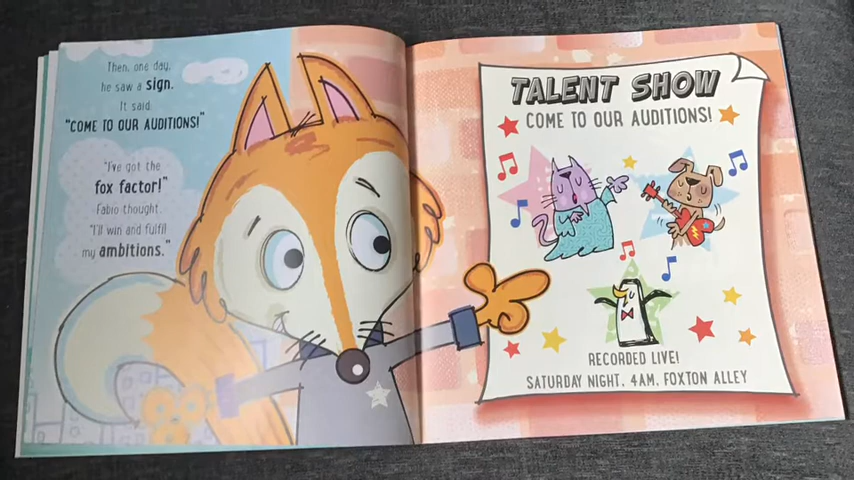 Then, one day,
he saw a sign.
It said:
"COME TO OUR AUDITIONS!"
"I've got the
fox factor!"
Fabio thought.
"I'll win and fulfil
my ambitions."
TALENT SHOW
COME TO OUR AUDITIONS!
RECORDED LIVE!
SATURDAY NIGHT, 4AM, FOXTON ALLEY